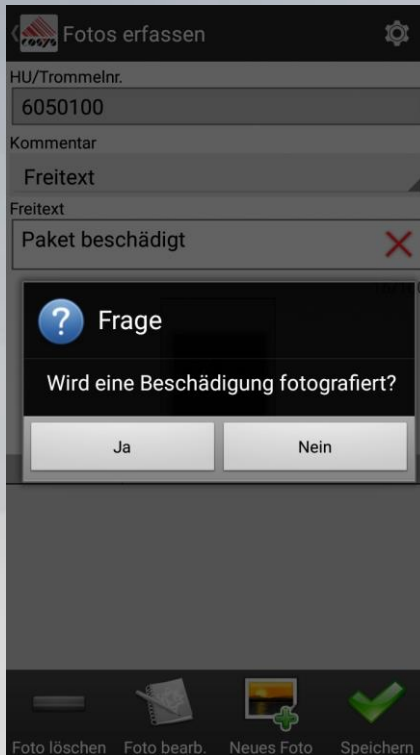 Fotos erfassen
HU/Trommelnr.
6050100
Kommentar
Freitext
Freitext
Paket beschädigt
Frage
Wird eine Beschädigung fotografiert?
Ja
Nein
Foto löschen
Foto bearb.
Neues Foto
Speichern